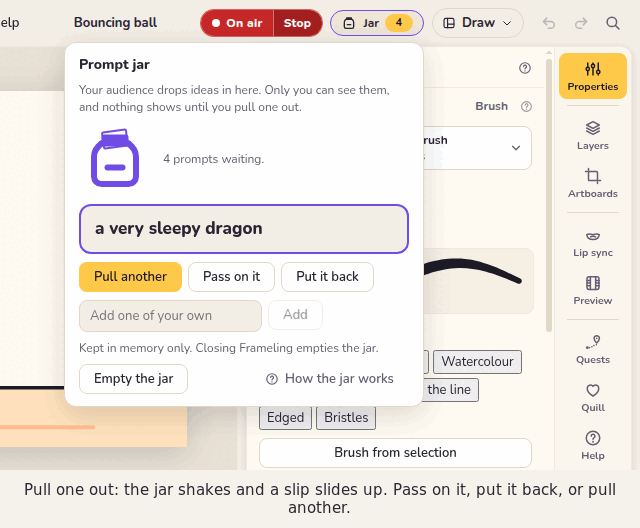 elp
Bouncing ball
On air
Stop
Jar
4
Draw
Prompt jar
Your audience drops ideas in here. Only you can see them,
and nothing shows until you pull one out.
4 prompts waiting.
a very sleepy dragon
Pull another
Pass on it
Put it back
Add one of your own
Add
Kept in memory only. Closing Frameling empties the jar.
Empty the jar
How the jar works
Brush
rush
s
Watercolour
the line
Edged
Bristles
Brush from selection
Properties
Layers
Artboards
Lip sync
Preview
Quests
Quill
Help
Pull one out: the jar shakes and a slip slides up. Pass on it, put it back, or pull
another.